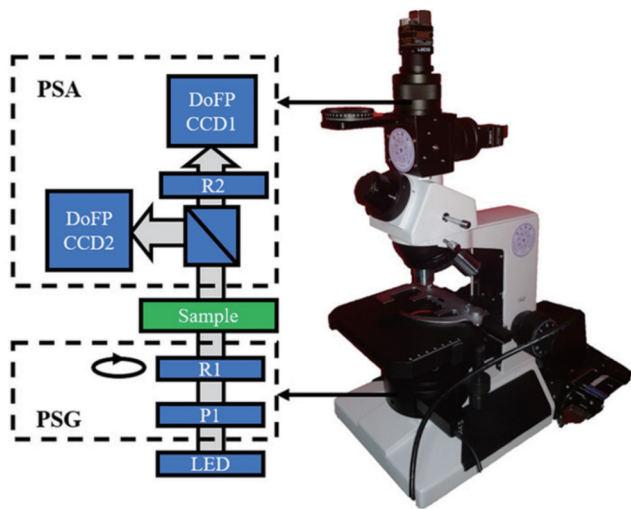 PSA
DoFP
CCD1
R2
DoFP
CCD2
Sample
R1
PSG
P1
LED